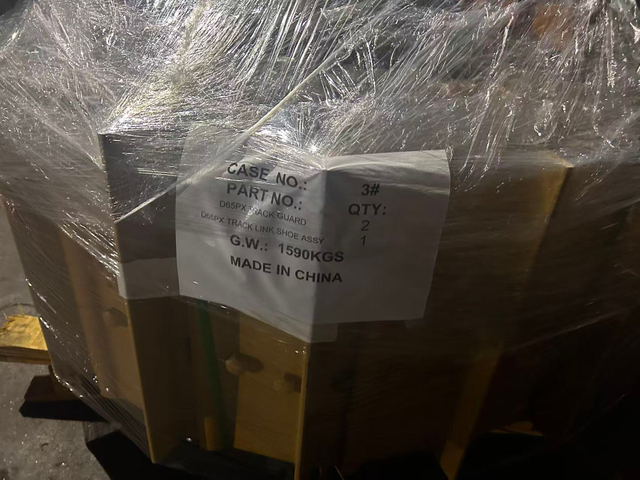 CASE NO.: 3#
PART NO.: QTY:
D65PX TRACK GUARD 2
D65PX TRACK LINK SHOE ASSY 1
G.W.: 1590KGS
MADE IN CHINA